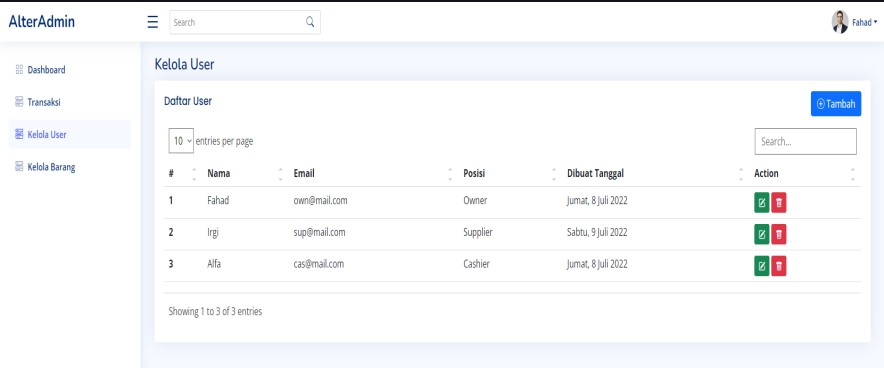 AlterAdmin
Search
Fahad
Dashboard
Transaksi
Kelola User
Kelola Barang
Kelola User
Daftar User
Tambah
10 entries per page
Search...
# Nama Email Posisi Dibuat Tanggal Action
1 Fahad own@mail.com Owner Jumat, 8 Juli 2022
2 Irgi sup@mail.com Supplier Sabtu, 9 Juli 2022
3 Alfa cas@mail.com Cashier Jumat, 8 Juli 2022
Showing 1 to 3 of 3 entries